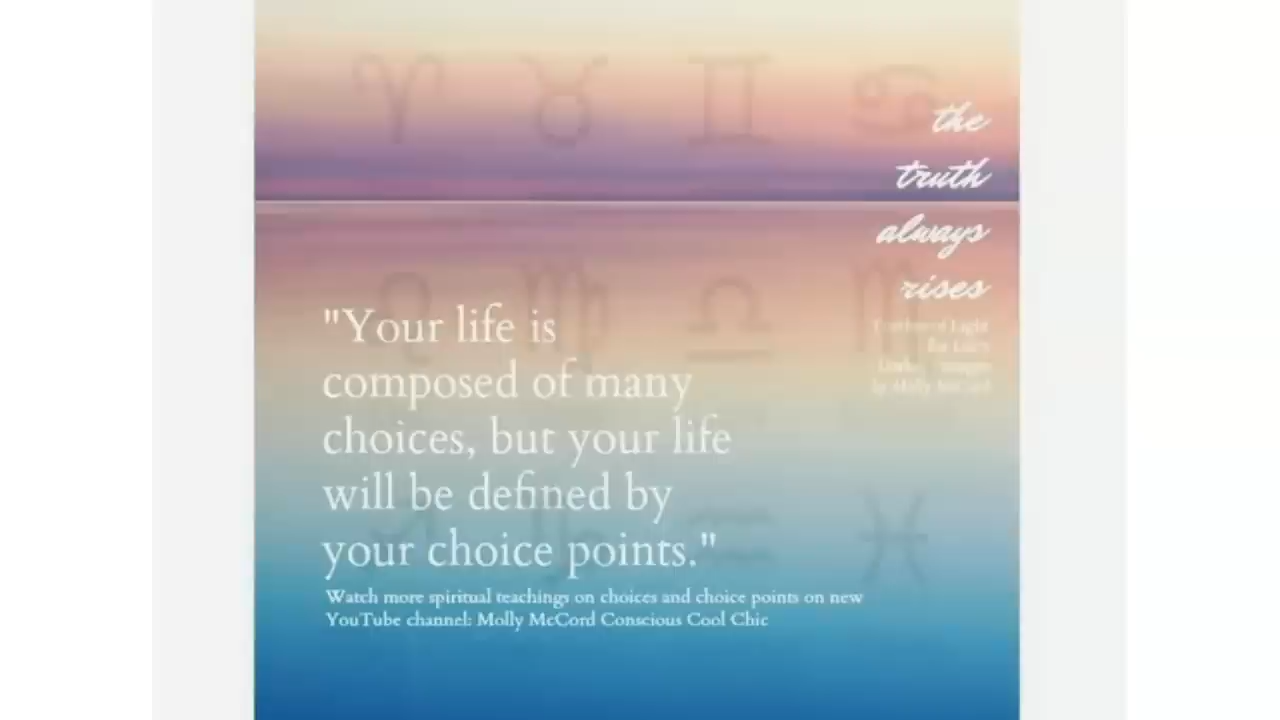 the
truth
always
rises
"Your life is
composed of many
choices, but your life
will be defined by
your choice points."
Watch more spiritual teachings on choices and choice points on new
YouTube channel: Molly McCord Conscious Cool Chic